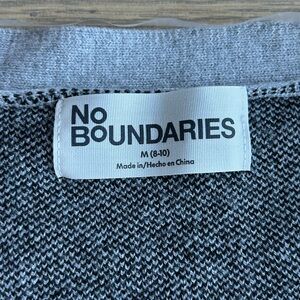 No
BOUNDARIES
M (8-10)
Made in/Hecho en China